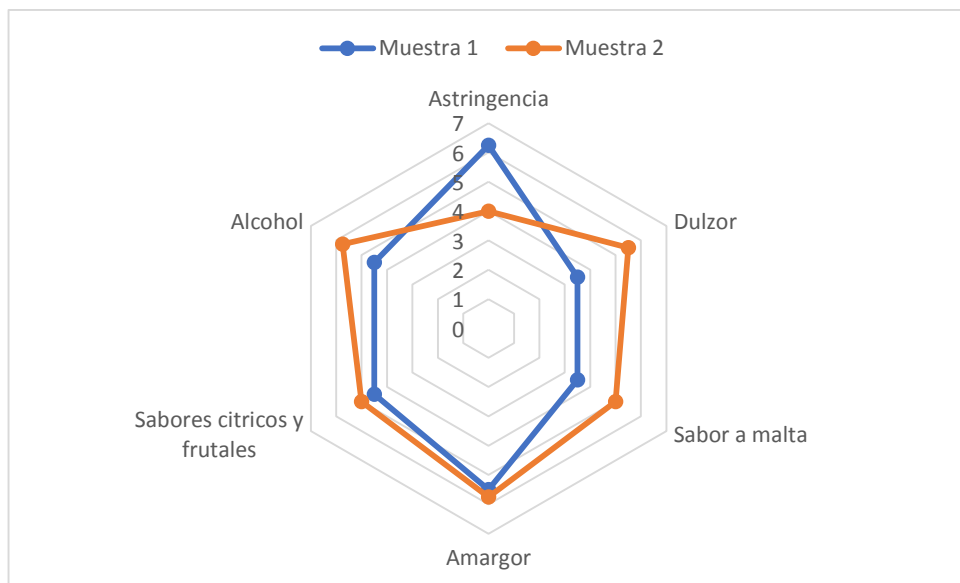 Muestra 1
Muestra 2
Astringencia
7
6
5
4
3
2
1
0
Alcohol
Dulzor
Sabores citricos y
frutales
Sabor a malta
Amargor